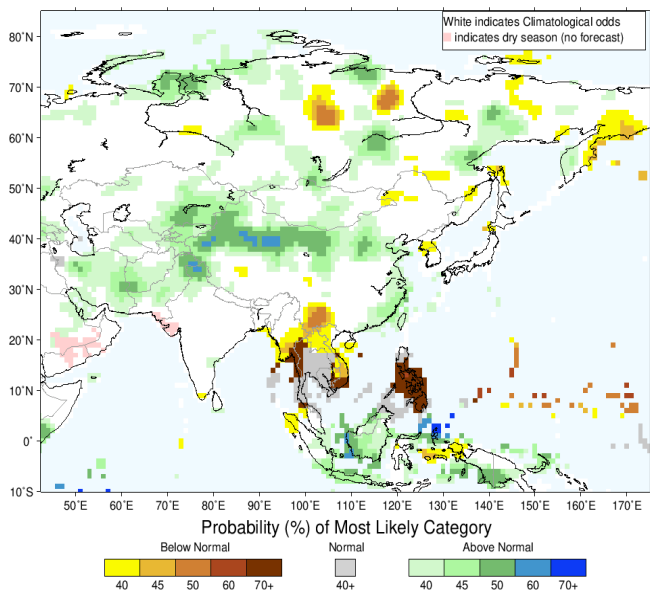 White indicates Climatological odds
indicates dry season (no forecast)
80°N
70°N
60°N
50°N
40°N
30°N
20°N
10°N
0°
10°S
50°E 60°E 70°E 80°E 90°E 100°E 110°E 120°E 130°E 140°E 150°E 160°E 170°E
Probability (%) of Most Likely Category
Below Normal Normal Above Normal
40 45 50 60 70+ 40+ 40 45 50 60 70+